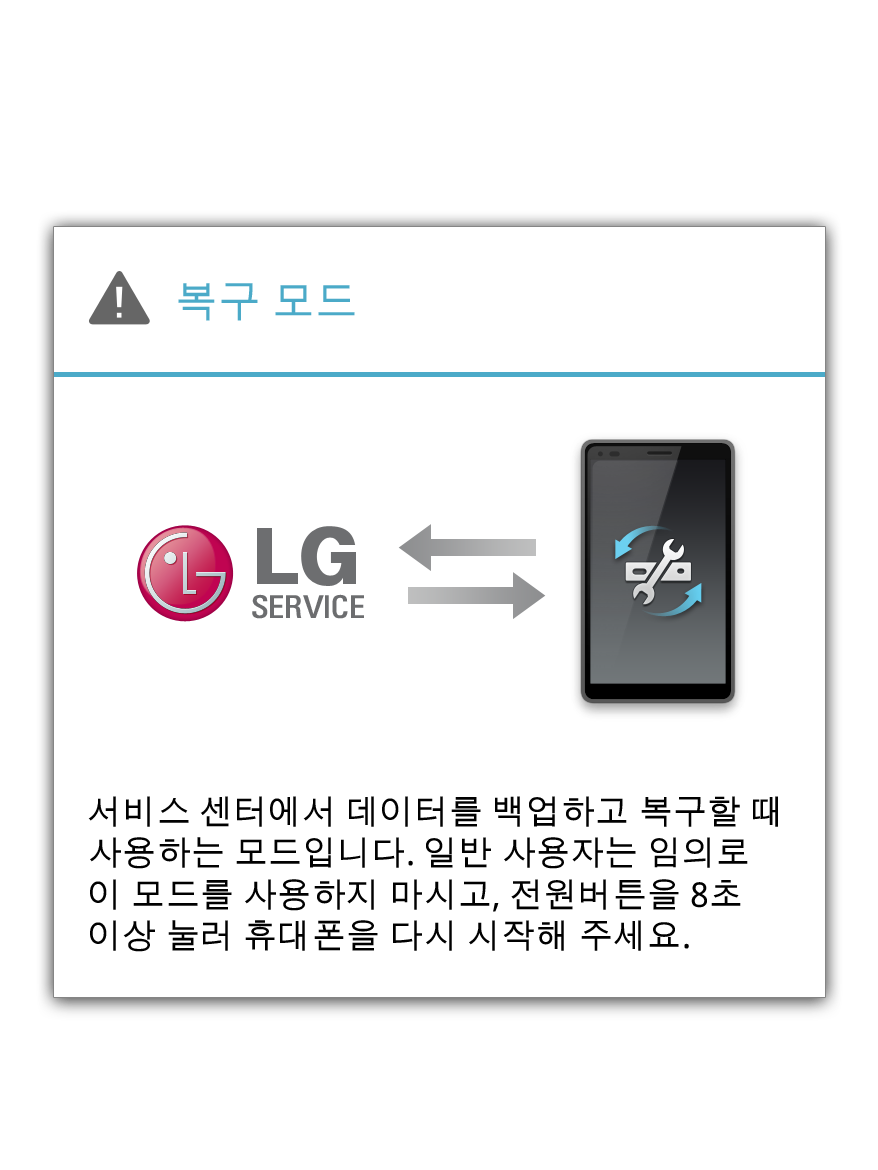 복구 모드
LG
SERVICE
서비스 센터에서 데이터를 백업하고 복구할 때
사용하는 모드입니다. 일반 사용자는 임의로
이 모드를 사용하지 마시고, 전원버튼을 8초
이상 눌러 휴대폰을 다시 시작해 주세요.